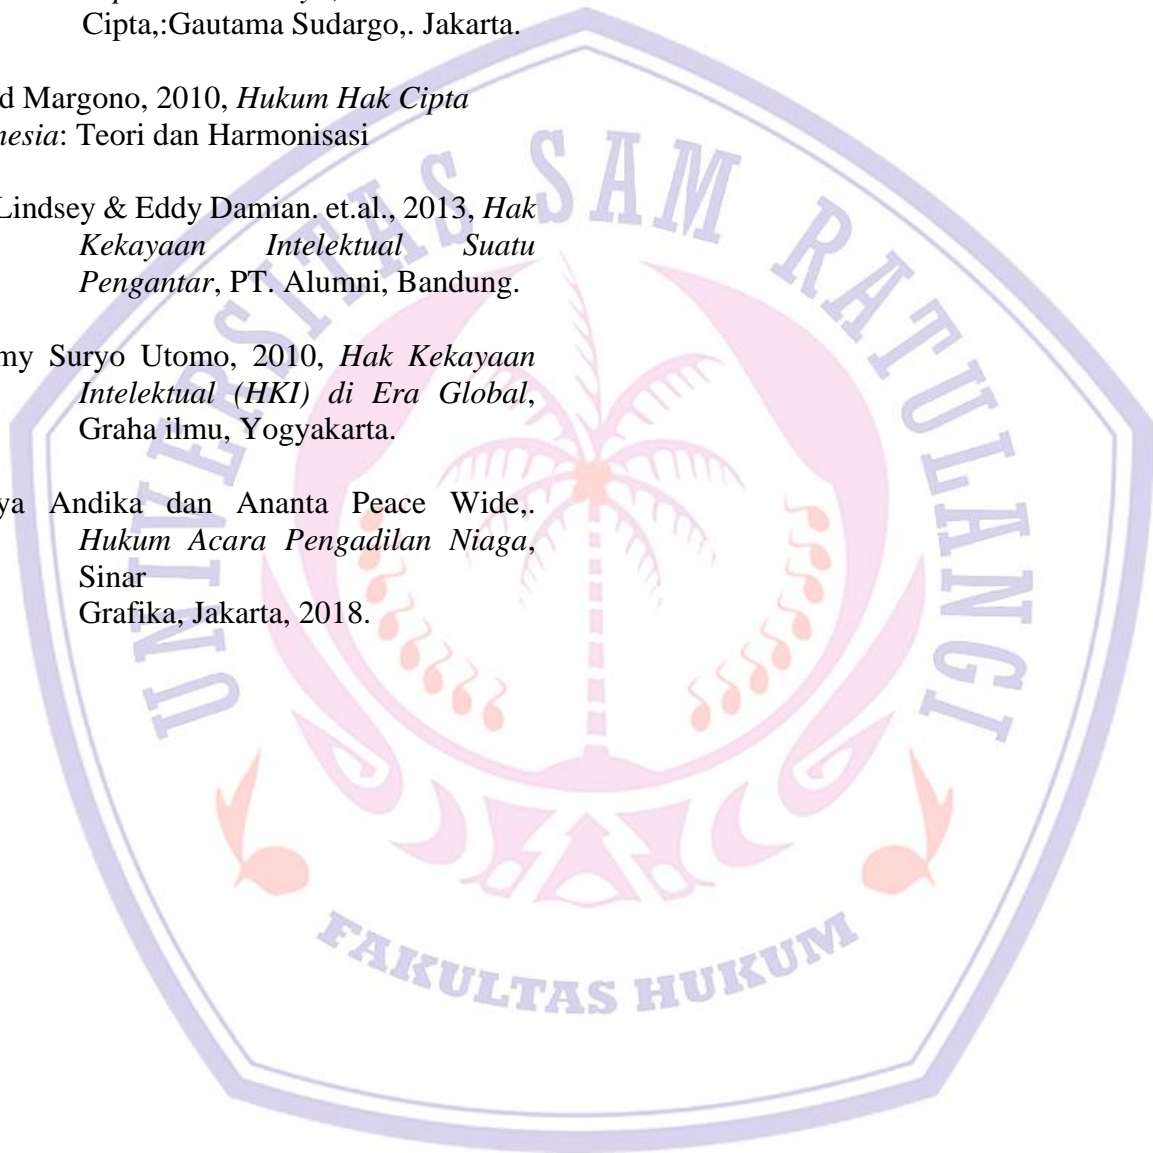 Cipta,:Gautama Sudargo,. Jakarta.
d Margono, 2010, Hukum Hak Cipta
nesia: Teori dan Harmonisasi
Lindsey & Eddy Damian. et.al., 2013, Hak
Kekayaan Intelektual Suatu
Pengantar, PT. Alumni, Bandung.
my Suryo Utomo, 2010, Hak Kekayaan
Intelektual (HKI) di Era Global,
Graha ilmu, Yogyakarta.
ya Andika dan Ananta Peace Wide,.
Hukum Acara Pengadilan Niaga,
Sinar
Grafika, Jakarta, 2018.
UNIVERSITAS SAM RATULANGI
FAKULTAS HUKUM